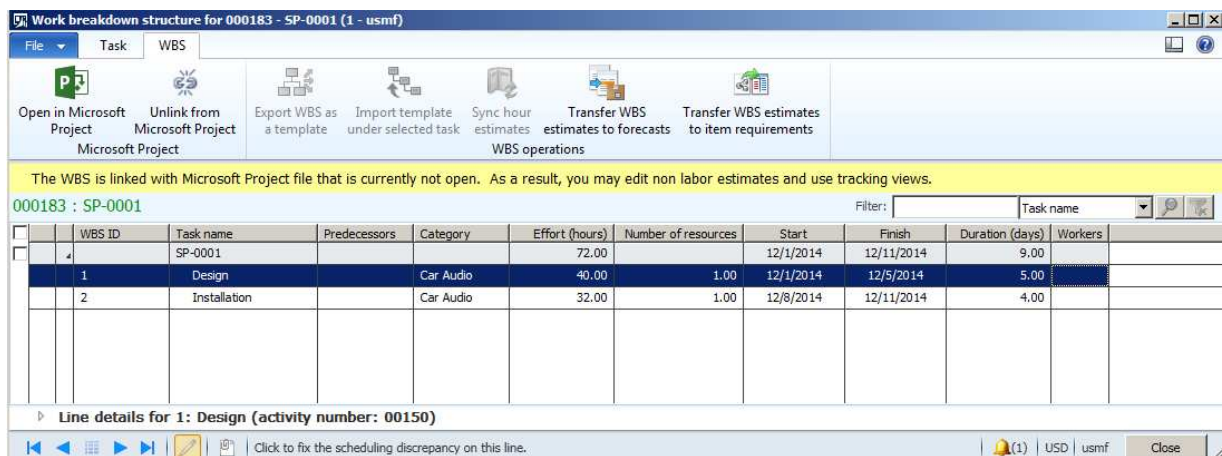 Work breakdown structure for 000183 - SP-0001 (1 - usmf)
File Task WBS
Open in Microsoft Project
Unlink from Microsoft Project
Export WBS as a template
Import template under selected task
Sync hour estimates
Transfer WBS estimates to forecasts
Transfer WBS estimates to item requirements
Microsoft Project WBS operations
The WBS is linked with Microsoft Project file that is currently not open. As a result, you may edit non labor estimates and use tracking views.
000183 : SP-0001 Filter: Task name
WBS ID Task name Predecessors Category Effort (hours) Number of resources Start Finish Duration (days) Workers
SP-0001 72.00 12/1/2014 12/11/2014 9.00
1 Design Car Audio 40.00 1.00 12/1/2014 12/5/2014 5.00
2 Installation Car Audio 32.00 1.00 12/8/2014 12/11/2014 4.00
Line details for 1: Design (activity number: 00150)
Click to fix the scheduling discrepancy on this line. (1) USD usmf Close